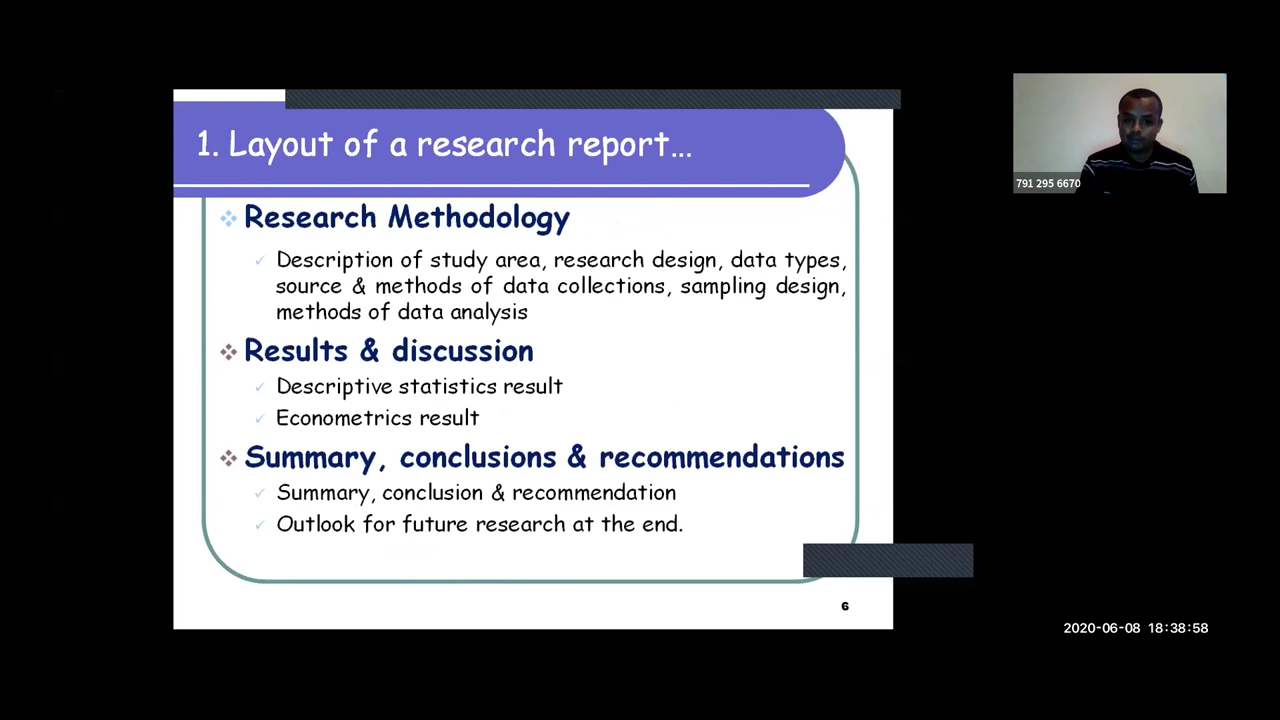 1. Layout of a research report...
Research Methodology
Description of study area, research design, data types,
source & methods of data collections, sampling design,
methods of data analysis
Results & discussion
Descriptive statistics result
Econometrics result
Summary, conclusions & recommendations
Summary, conclusion & recommendation
Outlook for future research at the end.
6
791 295 6670
2020-06-08 18:38:58